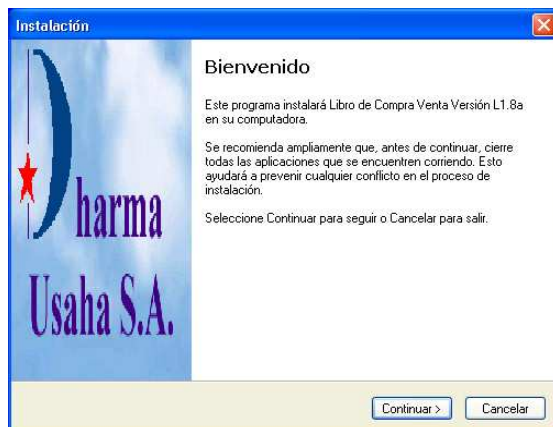 Instalación
Bienvenido
Este programa instalará Libro de Compra Venta Versión L1.8a
en su computadora.
Se recomienda ampliamente que, antes de continuar, cierre
todas las aplicaciones que se encuentren corriendo. Esto
ayudará a prevenir cualquier conflicto en el proceso de
instalación.
Seleccione Continuar para seguir o Cancelar para salir.
Dharma
Usaha S.A.
Continuar >
Cancelar